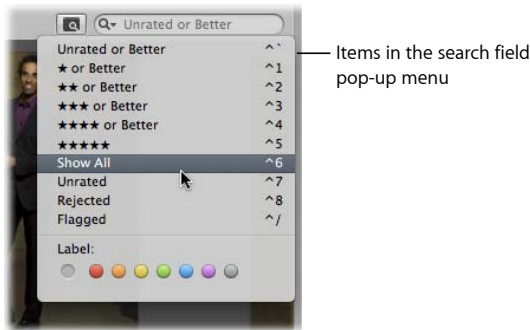 Unrated or Better
Unrated or Better ^`
★ or Better ^1
★★ or Better ^2
★★★ or Better ^3
★★★★ or Better ^4
★★★★★ ^5
Show All ^6
Unrated ^7
Rejected ^8
Flagged ^/
Label:
Items in the search field
pop-up menu